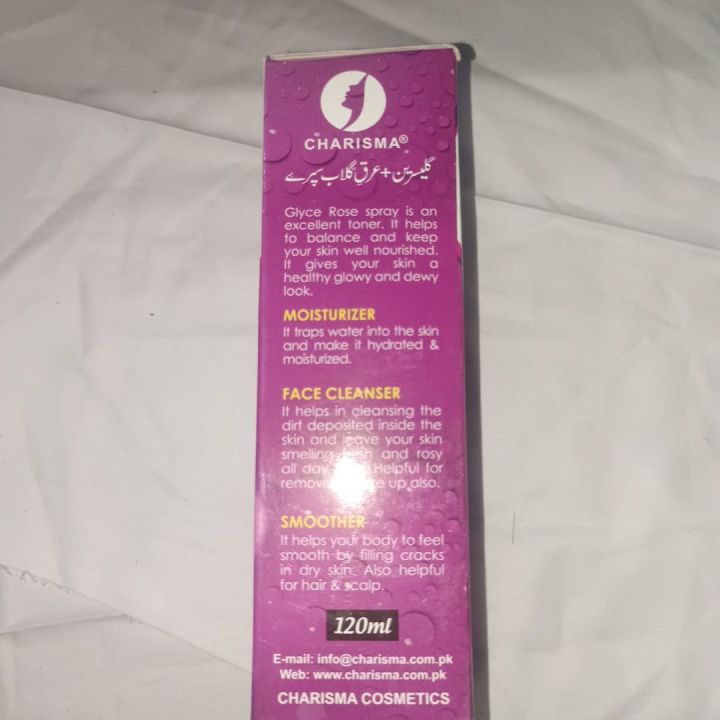 CHARISMA®
گلیسرین + عرقِ گلاب سپرے
Glyce Rose spray is an
excellent toner. It helps
to balance and keep
your skin well nourished.
It gives your skin a
healthy glowy and dewy
look.
MOISTURIZER
It traps water into the skin
and make it hydrated &
moisturized.
FACE CLEANSER
It helps in cleansing the
dirt deposited inside the
skin and leave your skin
smelling fresh and rosy
all day Helpful for
up also.
SMOOTHER
It helps your body to feel
smooth by filling cracks
in dry skin. Also helpful
for hair & scalp.
120ml
E-mail: info@charisma.com.pk
Web: www.charisma.com.pk
CHARISMA COSMETICS